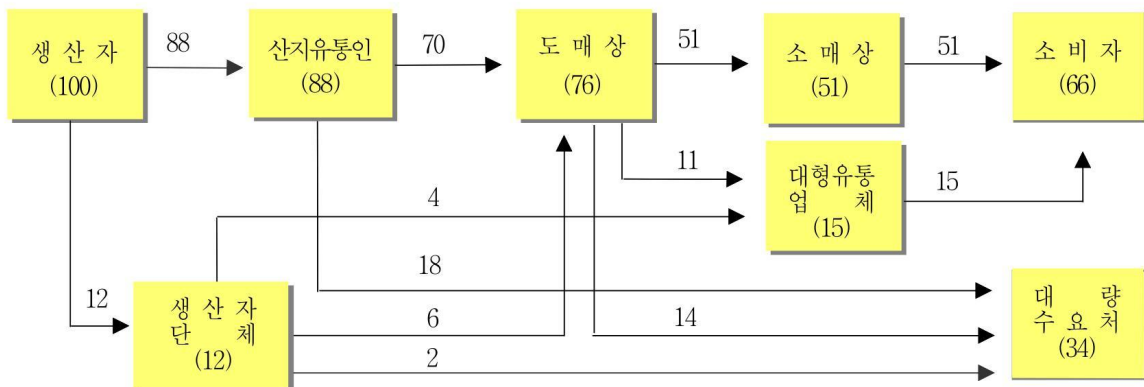 생 산 자
(100)
88
산지유통인
(88)
70
도 매 상
(76)
51
소 매 상
(51)
51
소 비 자
(66)
11
대형유통
업 체
(15)
15
4
18
12
생 산 자
단 체
(12)
6
14
2
대 량
수 요 처
(34)